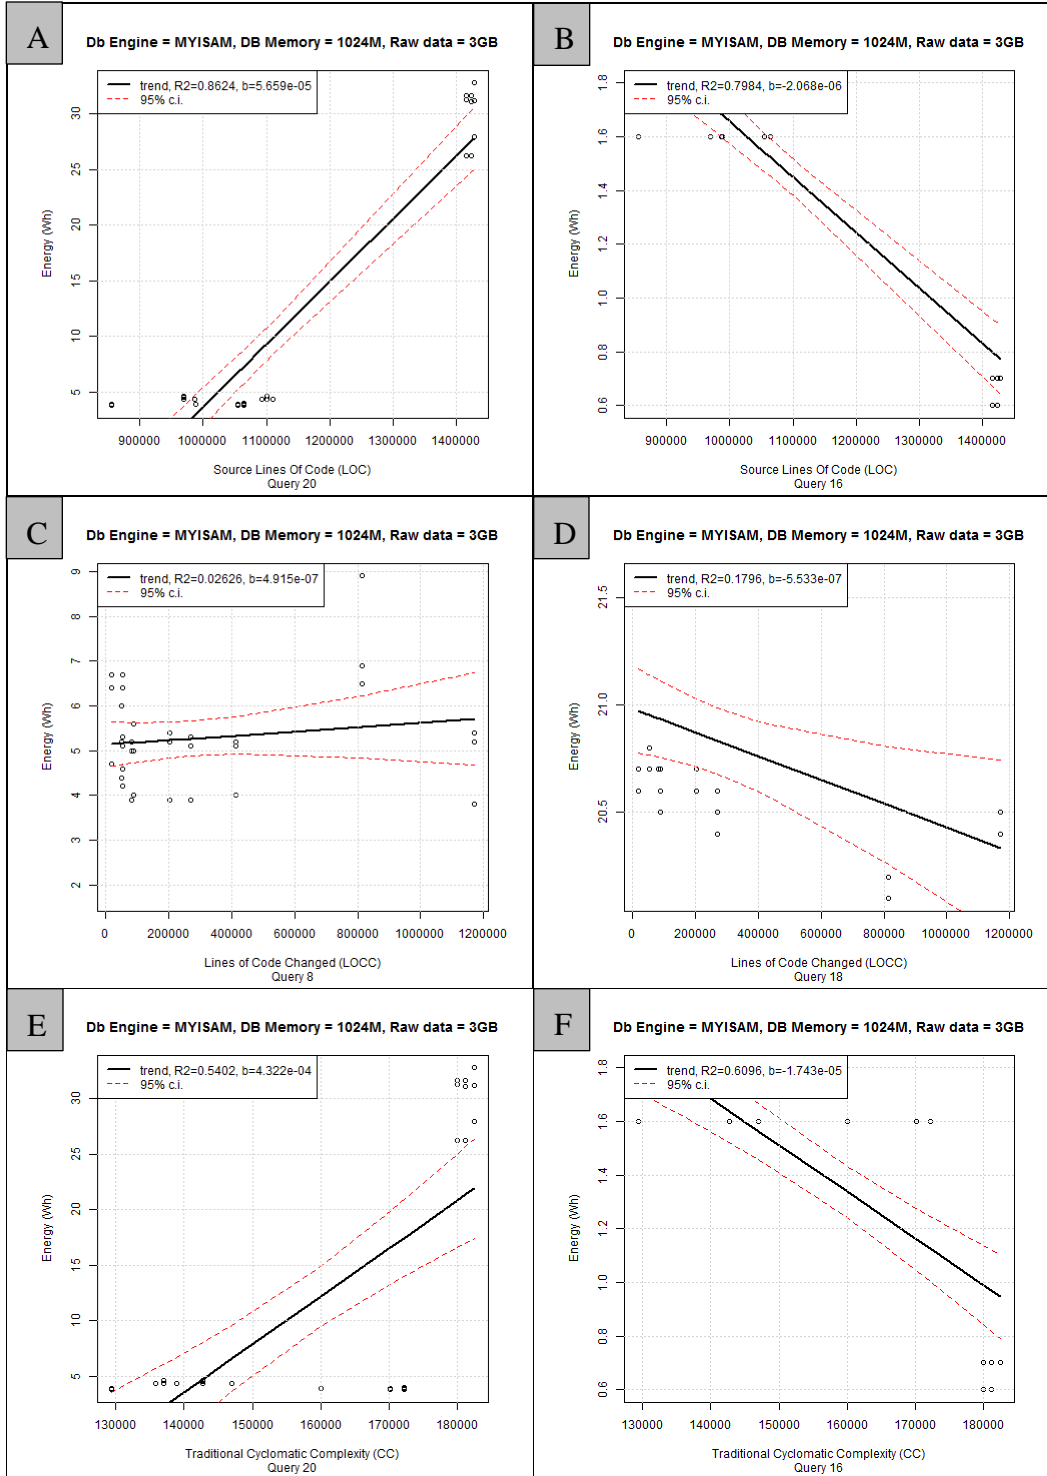 A
Db Engine = MYISAM, DB Memory = 1024M, Raw data = 3GB
trend, R2=0.8624, b=5.659e-05
95% c.i.
Energy (Wh)
30
25
20
15
10
5
900000 1000000 1100000 1200000 1300000 1400000
Source Lines Of Code (LOC)
Query 20
B
Db Engine = MYISAM, DB Memory = 1024M, Raw data = 3GB
trend, R2=0.7984, b=-2.068e-06
95% c.i.
Energy (Wh)
1.8
1.6
1.4
1.2
1.0
0.8
0.6
900000 1000000 1100000 1200000 1300000 1400000
Source Lines Of Code (LOC)
Query 16
C
Db Engine = MYISAM, DB Memory = 1024M, Raw data = 3GB
trend, R2=0.02626, b=4.915e-07
95% c.i.
Energy (Wh)
9
8
7
6
5
4
3
2
0 200000 400000 600000 800000 1000000 1200000
Lines of Code Changed (LOCC)
Query 8
D
Db Engine = MYISAM, DB Memory = 1024M, Raw data = 3GB
trend, R2=0.1796, b=-5.533e-07
95% c.i.
Energy (Wh)
21.5
21.0
20.5
0 200000 400000 600000 800000 1000000 1200000
Lines of Code Changed (LOCC)
Query 18
E
Db Engine = MYISAM, DB Memory = 1024M, Raw data = 3GB
trend, R2=0.5402, b=4.322e-04
95% c.i.
Energy (Wh)
30
25
20
15
10
5
130000 140000 150000 160000 170000 180000
Traditional Cyclomatic Complexity (CC)
Query 20
F
Db Engine = MYISAM, DB Memory = 1024M, Raw data = 3GB
trend, R2=0.6096, b=-1.743e-05
95% c.i.
Energy (Wh)
1.8
1.6
1.4
1.2
1.0
0.8
0.6
130000 140000 150000 160000 170000 180000
Traditional Cyclomatic Complexity (CC)
Query 16